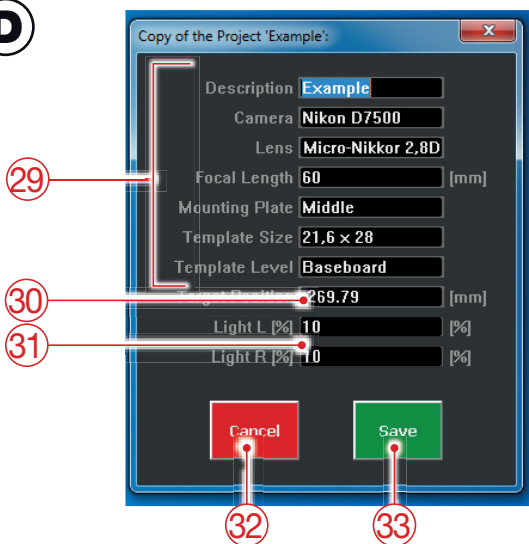 D
Copy of the Project 'Example':
Description Example
Camera Nikon D7500
Lens Micro-Nikkor 2,8D
29 Focal Length 60 [mm]
Mounting Plate Middle
Template Size 21,6 × 28
Template Level Baseboard
30 Target Position 269.79 [mm]
Light L [%] 10 [%]
31 Light R [%] 10 [%]
Cancel Save
32 33